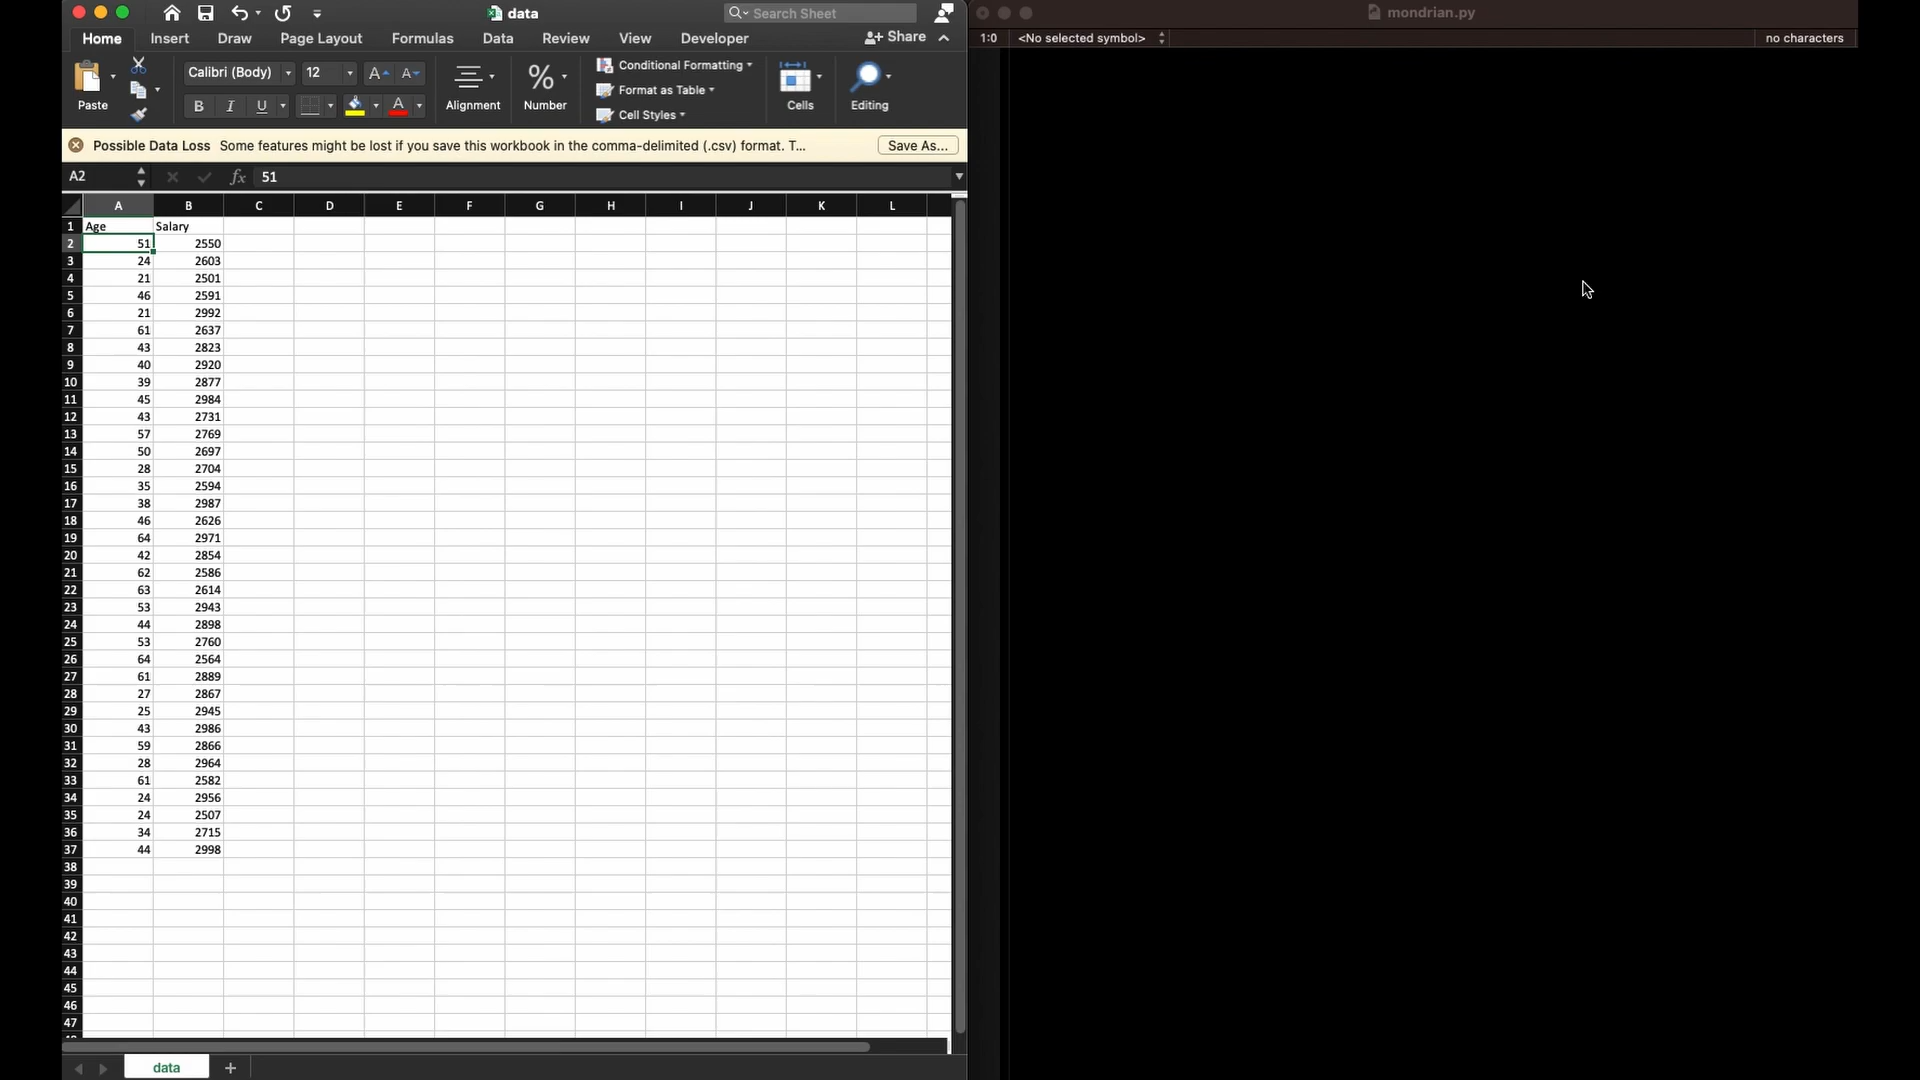 data
Search Sheet
mondrian.py
Home Insert Draw Page Layout Formulas Data Review View Developer Share
1:0 <No selected symbol> no characters
Paste
Calibri (Body) 12 A A
B I U A
Alignment
%
Number
Conditional Formatting
Format as Table
Cell Styles
Cells
Editing
Possible Data Loss Some features might be lost if you save this workbook in the comma-delimited (.csv) format. T... Save As...
A2 fx 51
A B C D E F G H I J K L
1 Age Salary
2 51 2550
3 24 2603
4 21 2501
5 46 2591
6 21 2992
7 61 2637
8 43 2823
9 40 2920
10 39 2877
11 45 2984
12 43 2731
13 57 2769
14 50 2697
15 28 2704
16 35 2594
17 38 2987
18 46 2626
19 64 2971
20 42 2854
21 62 2586
22 63 2614
23 53 2943
24 44 2898
25 53 2760
26 64 2564
27 61 2889
28 27 2867
29 25 2945
30 43 2986
31 59 2866
32 28 2964
33 61 2582
34 24 2956
35 24 2507
36 34 2715
37 44 2998
38
39
40
41
42
43
44
45
46
47
data +